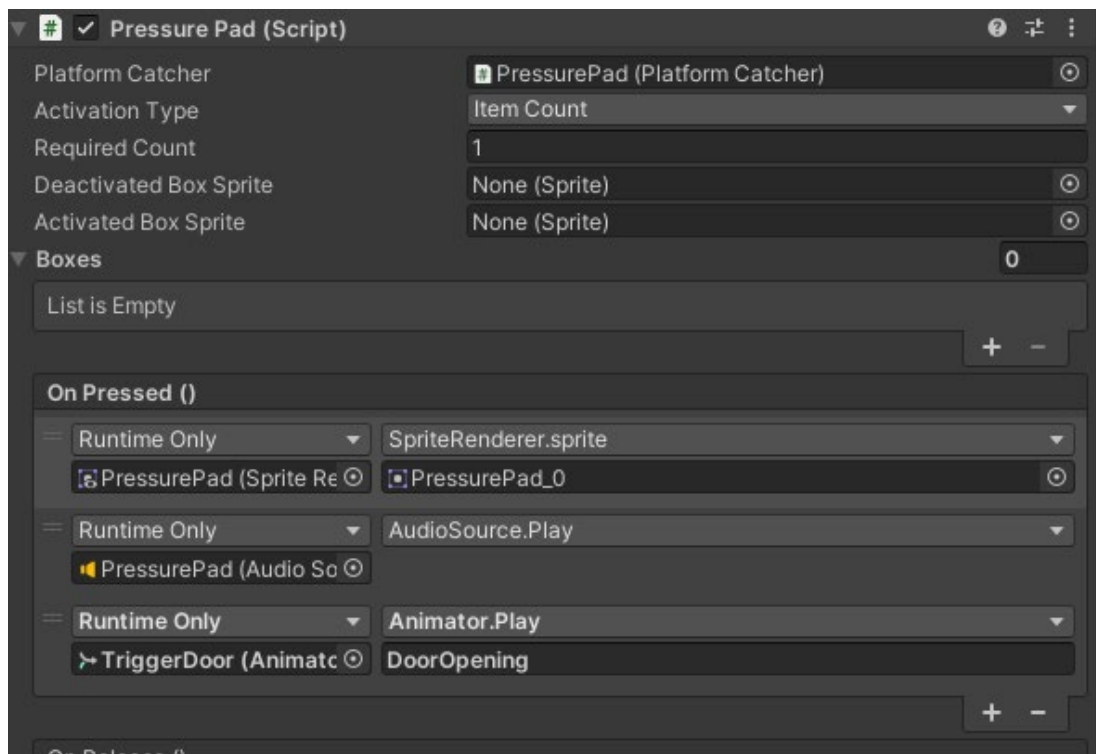 Pressure Pad (Script)
Platform Catcher PressurePad (Platform Catcher)
Activation Type Item Count
Required Count 1
Deactivated Box Sprite None (Sprite)
Activated Box Sprite None (Sprite)
Boxes 0
List is Empty
+ −
On Pressed ()
Runtime Only SpriteRenderer.sprite
PressurePad (Sprite Re PressurePad_0
Runtime Only AudioSource.Play
PressurePad (Audio So
Runtime Only Animator.Play
TriggerDoor (Animatc DoorOpening
+ −